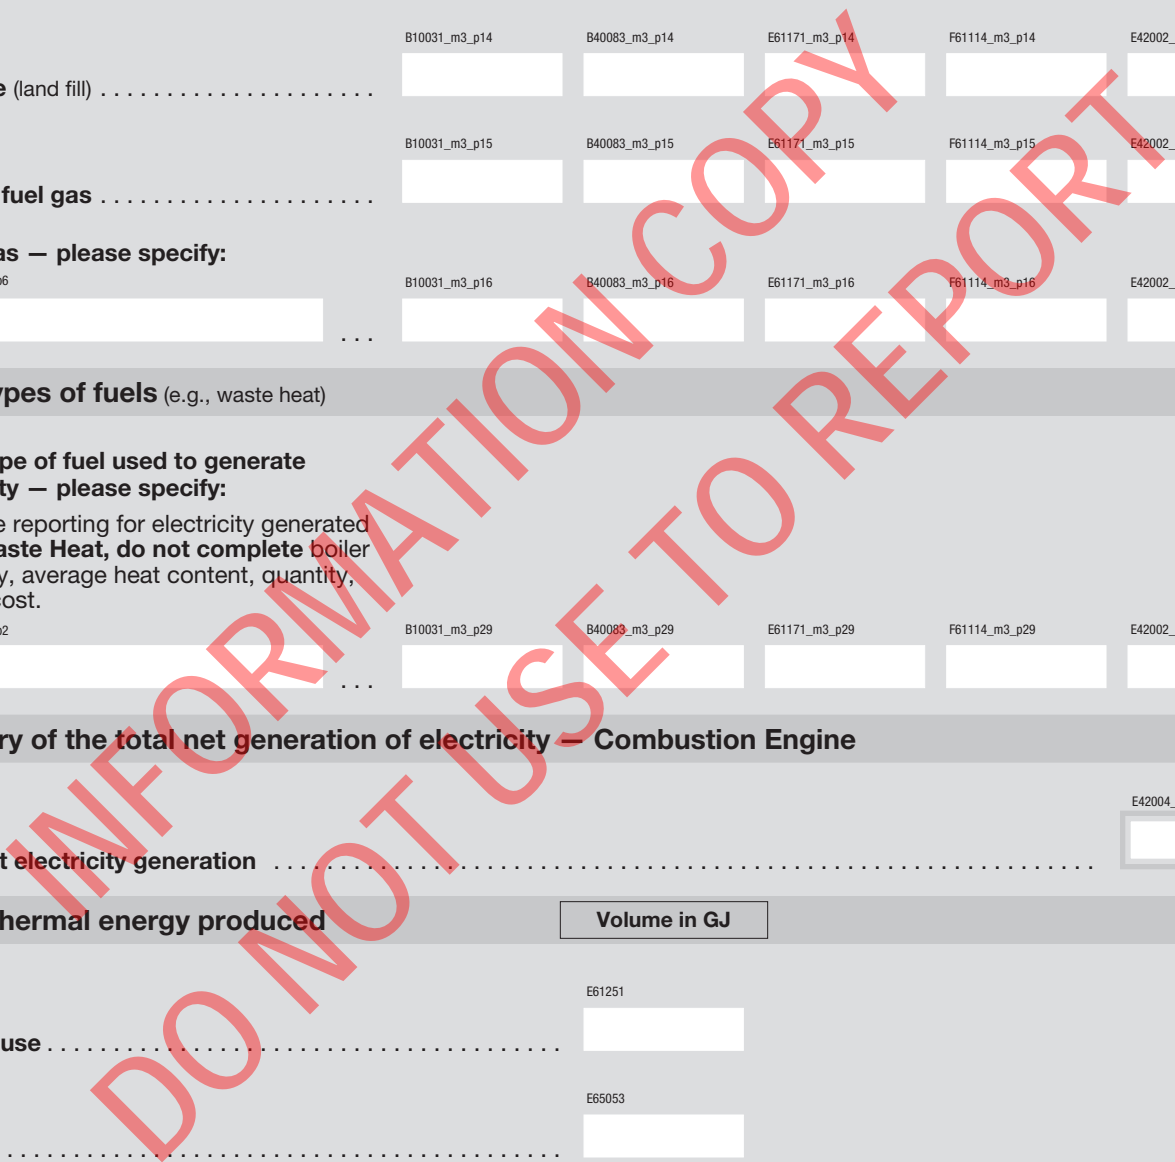 B10031_m3_p14 B40083_m3_p14 E61171_m3_p14 F61114_m3_p14 E42002_
e (land fill) . . . . . . . . . . . . . . . . . . . . .
B10031_m3_p15 B40083_m3_p15 E61171_m3_p15 F61114_m3_p15 E42002_
fuel gas . . . . . . . . . . . . . . . . . . . . .
as — please specify:
p6 B10031_m3_p16 B40083_m3_p16 E61171_m3_p16 F61114_m3_p16 E42002_
. . .
ypes of fuels (e.g., waste heat)
pe of fuel used to generate
ty — please specify:
e reporting for electricity generated
aste Heat, do not complete boiler
y, average heat content, quantity,
cost.
p2 B10031_m3_p29 B40083_m3_p29 E61171_m3_p29 F61114_m3_p29 E42002_
. . .
ry of the total net generation of electricity — Combustion Engine
E42004_
t electricity generation . . . . . . . . . . . . . . . . . . . . . . . . . . . . . . . . . . . . . . . . . . . . . . . . . . . . . . . . . . . . . .
hermal energy produced Volume in GJ
E61251
use . . . . . . . . . . . . . . . . . . . . . . . . . . . . . . . . . . . . . . .
E65053
. . . . . . . . . . . . . . . . . . . . . . . . . . . . . . . . . . . . . . . . . .
INFORMATION COPY
DO NOT USE TO REPORT